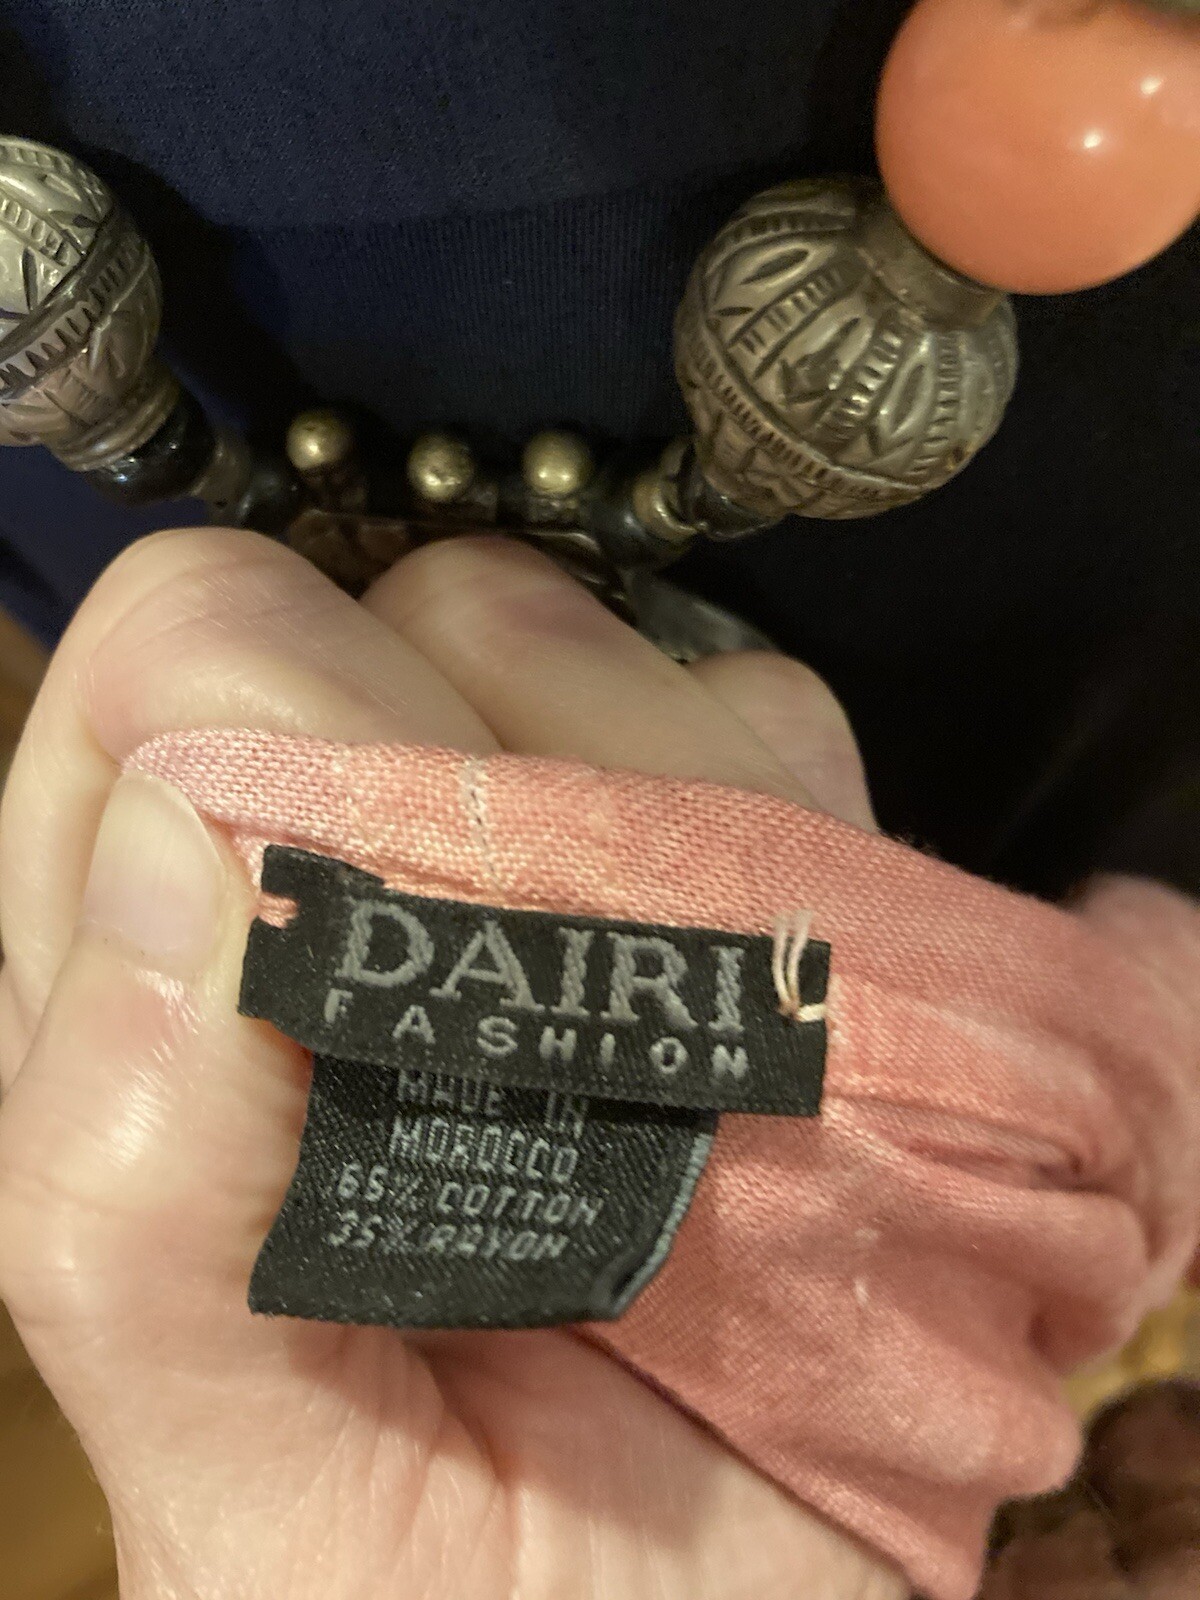 DAIRI
FASHION
MADE IN
MOROCCO
65% COTTON
35% RAYON